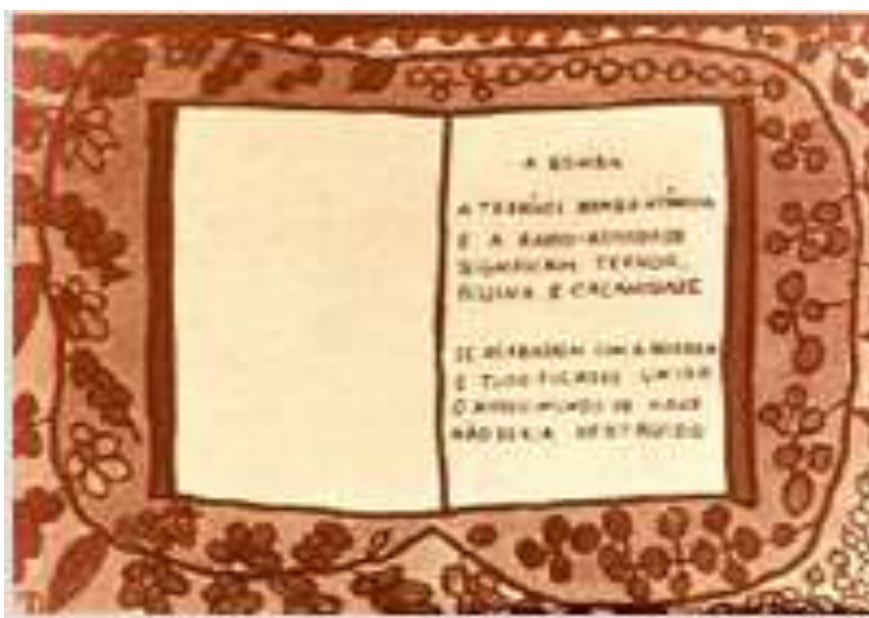 A BOMBA
A TERRÍVEL BOMBA ATÔMICA
E A RADIO-ATIVIDADE
SIGNIFICAM TERROR,
RUINA E CALAMIDADE
SE ACABASSEM COM A BOMBA
E TUDO FICASSE UNIDO
O NOSSO MUNDO DE HOJE
NÃO SERIA DESTRUIDO